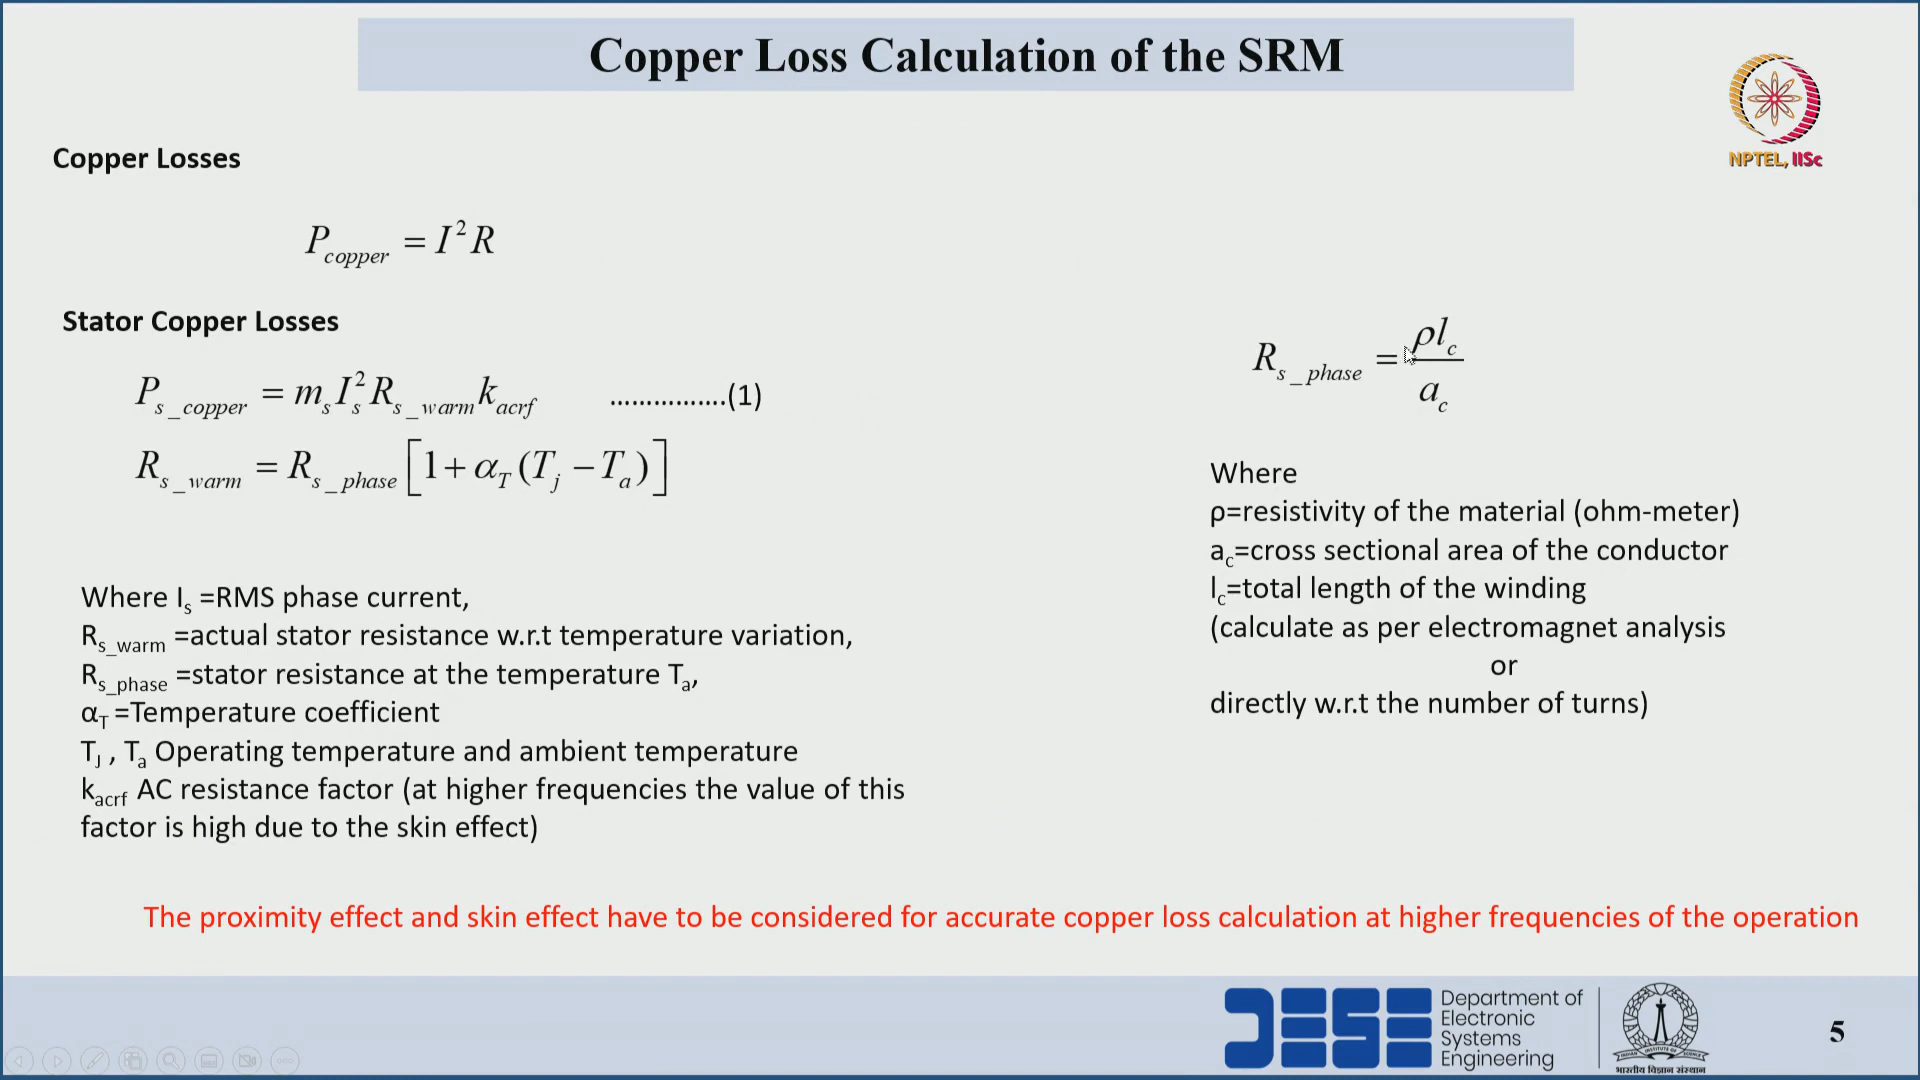 Copper Loss Calculation of the SRM
NPTEL, IISc
Copper Losses
P_copper = I² R
Stator Copper Losses
P_s_copper = m_s I_s² R_s_warm k_acrf ................(1)
R_s_warm = R_s_phase [1 + α_T (T_j − T_a)]
Where I_s =RMS phase current,
R_s_warm =actual stator resistance w.r.t temperature variation,
R_s_phase =stator resistance at the temperature T_a,
α_T =Temperature coefficient
T_J , T_a Operating temperature and ambient temperature
k_acrf AC resistance factor (at higher frequencies the value of this
factor is high due to the skin effect)
R_s_phase = ρl_c / a_c
Where
ρ=resistivity of the material (ohm-meter)
a_c=cross sectional area of the conductor
l_c=total length of the winding
(calculate as per electromagnet analysis
or
directly w.r.t the number of turns)
The proximity effect and skin effect have to be considered for accurate copper loss calculation at higher frequencies of the operation
DESE
Department of
Electronic
Systems
Engineering
भारतीय विज्ञान संस्थान
5